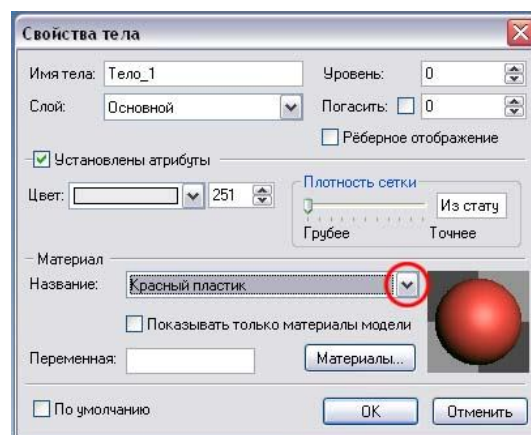 Свойства тела
Имя тела: Тело_1 Уровень: 0
Слой: Основной Погасить: 0
Рёберное отображение
Установлены атрибуты
Цвет: 251
Плотность сетки
Из стату
Грубее Точнее
Материал
Название: Красный пластик
Показывать только материалы модели
Переменная: Материалы...
По умолчанию OK Отменить